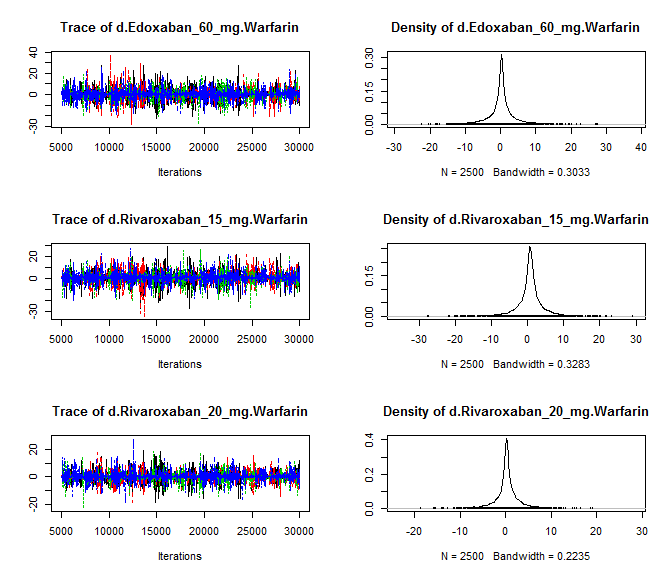 Trace of d.Edoxaban_60_mg.Warfarin
40
20
0
-30
5000 10000 15000 20000 25000 30000
Iterations
Density of d.Edoxaban_60_mg.Warfarin
0.30
0.15
0.00
-30 -20 -10 0 10 20 30 40
N = 2500 Bandwidth = 0.3033
Trace of d.Rivaroxaban_15_mg.Warfarin
20
0
-30
5000 10000 15000 20000 25000 30000
Iterations
Density of d.Rivaroxaban_15_mg.Warfarin
0.15
0.00
-30 -20 -10 0 10 20 30
N = 2500 Bandwidth = 0.3283
Trace of d.Rivaroxaban_20_mg.Warfarin
20
0
-20
5000 10000 15000 20000 25000 30000
Iterations
Density of d.Rivaroxaban_20_mg.Warfarin
0.4
0.2
0.0
-20 -10 0 10 20 30
N = 2500 Bandwidth = 0.2235